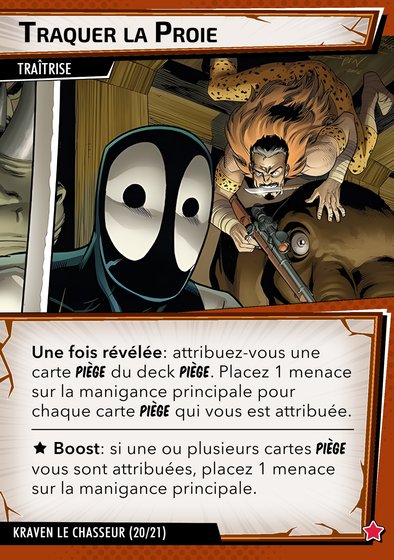 Traquer la Proie
TRAÎTRISE
Une fois révélée: attribuez-vous une
carte PIÈGE du deck PIÈGE. Placez 1 menace
sur la manigance principale pour
chaque carte PIÈGE qui vous est attribuée.
★ Boost: si une ou plusieurs cartes PIÈGE
vous sont attribuées, placez 1 menace
sur la manigance principale.
KRAVEN LE CHASSEUR (20/21)